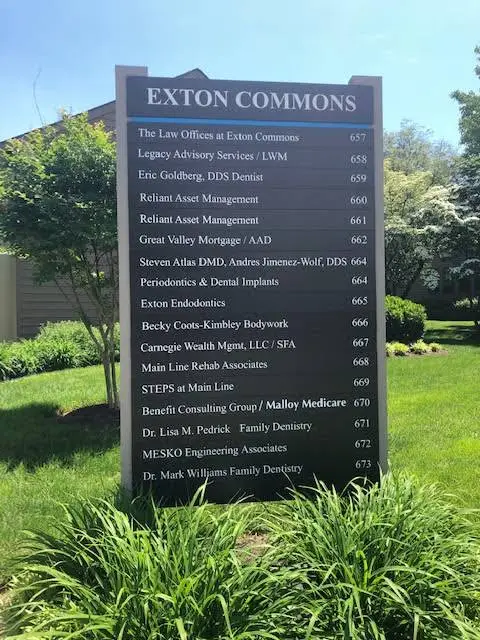 EXTON COMMONS
The Law Offices at Exton Commons 657
Legacy Advisory Services / LWM 658
Eric Goldberg, DDS Dentist 659
Reliant Asset Management 660
Reliant Asset Management 661
Great Valley Mortgage / AAD 662
Steven Atlas DMD, Andres Jimenez-Wolf, DDS 664
Periodontics & Dental Implants 664
Exton Endodontics 665
Becky Coots-Kimbley Bodywork 666
Carnegie Wealth Mgmt, LLC / SFA 667
Main Line Rehab Associates 668
STEPS at Main Line 669
Benefit Consulting Group / Malloy Medicare 670
Dr. Lisa M. Pedrick Family Dentistry 671
MESKO Engineering Associates 672
Dr. Mark Williams Family Dentistry 673